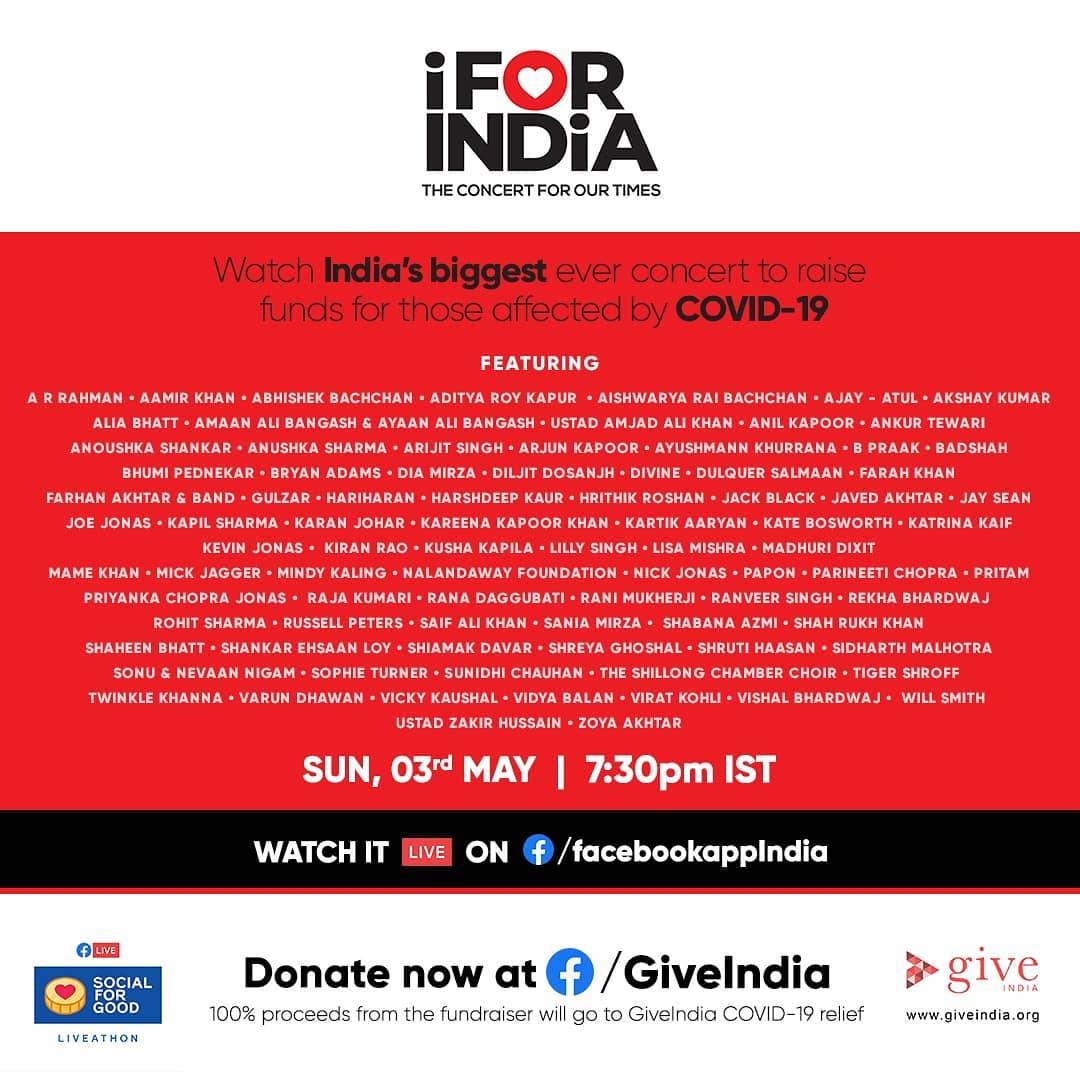 iFOR
INDiA
THE CONCERT FOR OUR TIMES
Watch India's biggest ever concert to raise
funds for those affected by COVID-19
FEATURING
A R RAHMAN • AAMIR KHAN • ABHISHEK BACHCHAN • ADITYA ROY KAPUR • AISHWARYA RAI BACHCHAN • AJAY - ATUL • AKSHAY KUMAR
ALIA BHATT • AMAAN ALI BANGASH & AYAAN ALI BANGASH • USTAD AMJAD ALI KHAN • ANIL KAPOOR • ANKUR TEWARI
ANOUSHKA SHANKAR • ANUSHKA SHARMA • ARIJIT SINGH • ARJUN KAPOOR • AYUSHMANN KHURRANA • B PRAAK • BADSHAH
BHUMI PEDNEKAR • BRYAN ADAMS • DIA MIRZA • DILJIT DOSANJH • DIVINE • DULQUER SALMAAN • FARAH KHAN
FARHAN AKHTAR & BAND • GULZAR • HARIHARAN • HARSHDEEP KAUR • HRITHIK ROSHAN • JACK BLACK • JAVED AKHTAR • JAY SEAN
JOE JONAS • KAPIL SHARMA • KARAN JOHAR • KAREENA KAPOOR KHAN • KARTIK AARYAN • KATE BOSWORTH • KATRINA KAIF
KEVIN JONAS • KIRAN RAO • KUSHA KAPILA • LILLY SINGH • LISA MISHRA • MADHURI DIXIT
MAME KHAN • MICK JAGGER • MINDY KALING • NALANDAWAY FOUNDATION • NICK JONAS • PAPON • PARINEETI CHOPRA • PRITAM
PRIYANKA CHOPRA JONAS • RAJA KUMARI • RANA DAGGUBATI • RANI MUKHERJI • RANVEER SINGH • REKHA BHARDWAJ
ROHIT SHARMA • RUSSELL PETERS • SAIF ALI KHAN • SANIA MIRZA • SHABANA AZMI • SHAH RUKH KHAN
SHAHEEN BHATT • SHANKAR EHSAAN LOY • SHIAMAK DAVAR • SHREYA GHOSHAL • SHRUTI HAASAN • SIDHARTH MALHOTRA
SONU & NEVAAN NIGAM • SOPHIE TURNER • SUNIDHI CHAUHAN • THE SHILLONG CHAMBER CHOIR • TIGER SHROFF
TWINKLE KHANNA • VARUN DHAWAN • VICKY KAUSHAL • VIDYA BALAN • VIRAT KOHLI • VISHAL BHARDWAJ • WILL SMITH
USTAD ZAKIR HUSSAIN • ZOYA AKHTAR
SUN, 03rd MAY | 7:30pm IST
WATCH IT LIVE ON f/facebookappIndia
f LIVE
SOCIAL
FOR
GOOD
LIVEATHON
Donate now at f/GiveIndia
100% proceeds from the fundraiser will go to GiveIndia COVID-19 relief
give
INDIA
www.giveindia.org